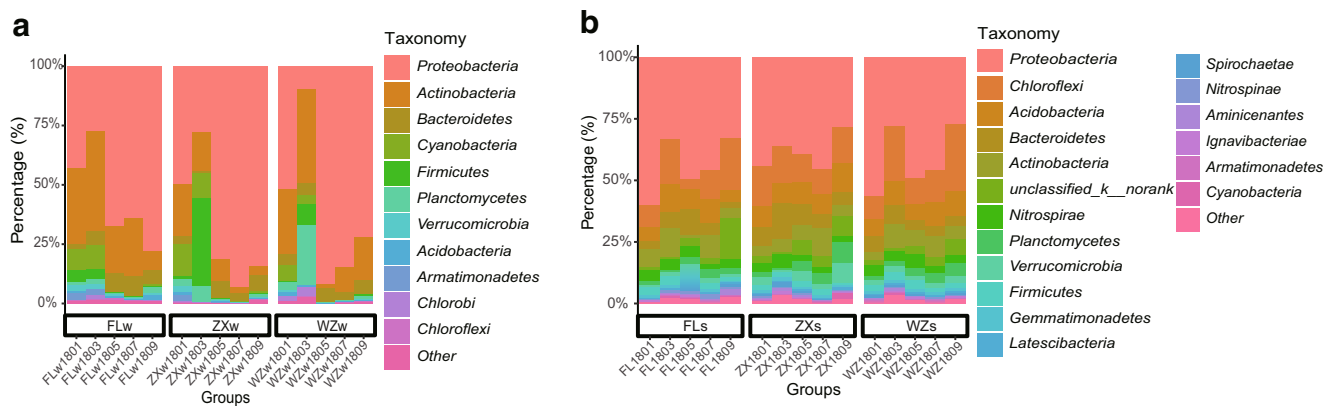 a
Percentage (%)
100%
75%
50%
25%
0%
FLw
ZXw
WZw
FLw1801
FLw1803
FLw1805
FLw1807
FLw1809
ZXw1801
ZXw1803
ZXw1805
ZXw1807
ZXw1809
WZw1801
WZw1803
WZw1805
WZw1807
WZw1809
Groups
Taxonomy
Proteobacteria
Actinobacteria
Bacteroidetes
Cyanobacteria
Firmicutes
Planctomycetes
Verrucomicrobia
Acidobacteria
Armatimonadetes
Chlorobi
Chloroflexi
Other
b
Percentage (%)
100%
75%
50%
25%
0%
FLs
ZXs
WZs
FL1801
FL1803
FL1805
FL1807
FL1809
ZX1801
ZX1803
ZX1805
ZX1807
ZX1809
WZ1801
WZ1803
WZ1805
WZ1807
WZ1809
Groups
Taxonomy
Proteobacteria
Chloroflexi
Acidobacteria
Bacteroidetes
Actinobacteria
unclassified_k__norank
Nitrospirae
Planctomycetes
Verrucomicrobia
Firmicutes
Gemmatimonadetes
Latescibacteria
Spirochaetae
Nitrospinae
Aminicenantes
Ignavibacteriae
Armatimonadetes
Cyanobacteria
Other